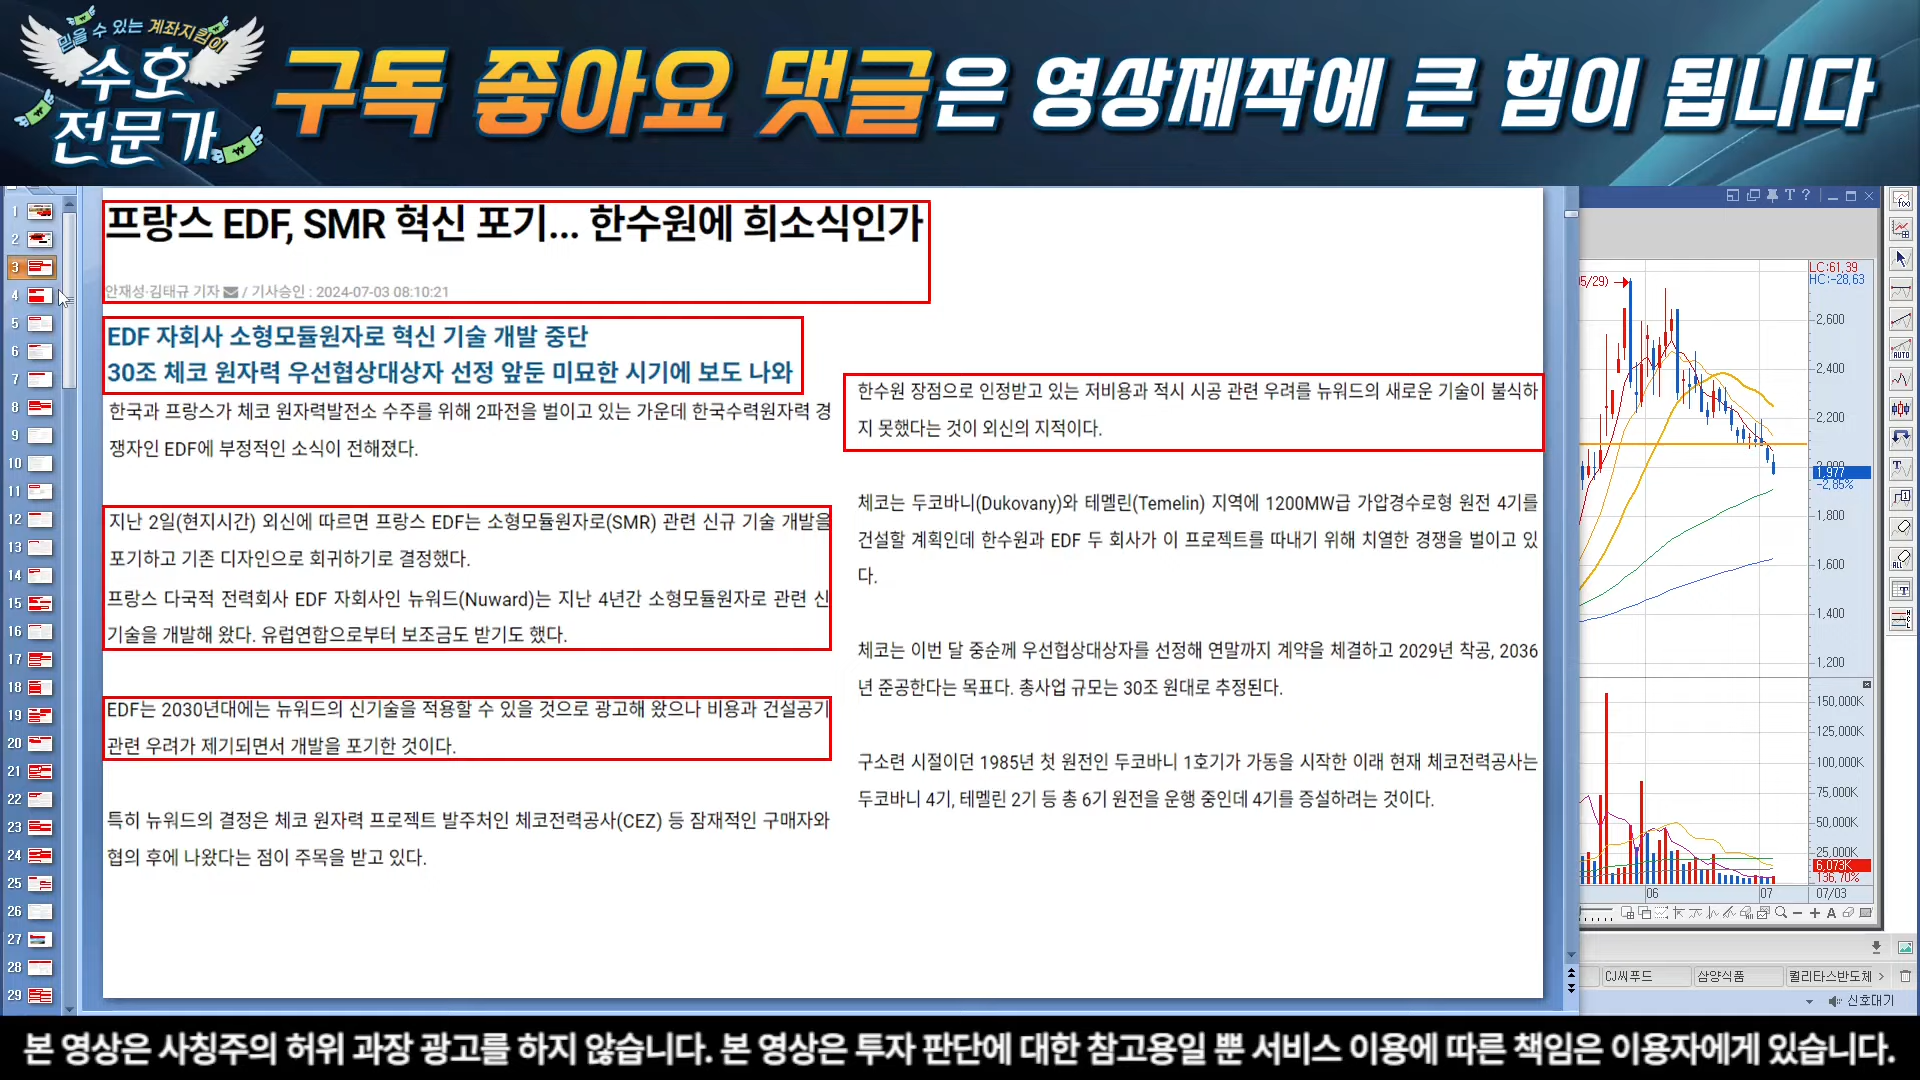 믿을 수 있는 계좌지킴이
수호
전문가
구독 좋아요 댓글은 영상제작에 큰 힘이 됩니다
프랑스 EDF, SMR 혁신 포기... 한수원에 희소식인가
안재성·김태규 기자 / 기사승인 : 2024-07-03 08:10:21
EDF 자회사 소형모듈원자로 혁신 기술 개발 중단
30조 체코 원자력 우선협상대상자 선정 앞둔 미묘한 시기에 보도 나와
한국과 프랑스가 체코 원자력발전소 수주를 위해 2파전을 벌이고 있는 가운데 한국수력원자력 경
쟁자인 EDF에 부정적인 소식이 전해졌다.
지난 2일(현지시간) 외신에 따르면 프랑스 EDF는 소형모듈원자로(SMR) 관련 신규 기술 개발을
포기하고 기존 디자인으로 회귀하기로 결정했다.
프랑스 다국적 전력회사 EDF 자회사인 뉴워드(Nuward)는 지난 4년간 소형모듈원자로 관련 신
기술을 개발해 왔다. 유럽연합으로부터 보조금도 받기도 했다.
EDF는 2030년대에는 뉴워드의 신기술을 적용할 수 있을 것으로 광고해 왔으나 비용과 건설공기
관련 우려가 제기되면서 개발을 포기한 것이다.
특히 뉴워드의 결정은 체코 원자력 프로젝트 발주처인 체코전력공사(CEZ) 등 잠재적인 구매자와
협의 후에 나왔다는 점이 주목을 받고 있다.
한수원 장점으로 인정받고 있는 저비용과 적시 시공 관련 우려를 뉴워드의 새로운 기술이 불식하
지 못했다는 것이 외신의 지적이다.
체코는 두코바니(Dukovany)와 테멜린(Temelin) 지역에 1200MW급 가압경수로형 원전 4기를
건설할 계획인데 한수원과 EDF 두 회사가 이 프로젝트를 따내기 위해 치열한 경쟁을 벌이고 있
다.
체코는 이번 달 중순께 우선협상대상자를 선정해 연말까지 계약을 체결하고 2029년 착공, 2036
년 준공한다는 목표다. 총사업 규모는 30조 원대로 추정된다.
구소련 시절이던 1985년 첫 원전인 두코바니 1호기가 가동을 시작한 이래 현재 체코전력공사는
두코바니 4기, 테멜린 2기 등 총 6기 원전을 운행 중인데 4기를 증설하려는 것이다.
1
2
3
4
5
6
7
8
9
10
11
12
13
14
15
16
17
18
19
20
21
22
23
24
25
26
27
28
29
LC:61,39
HC:-28,63
05/29)
2,600
2,400
2,200
2,000
1,977
-2,85%
1,800
1,600
1,400
1,200
150,000K
125,000K
100,000K
75,000K
50,000K
25,000K
6,073K
136,70%
06
07
07/03
AUTO
ALL
CJ씨푸드
삼양식품
퀄리타스반도체
신호대기
본 영상은 사칭주의 허위 과장 광고를 하지 않습니다. 본 영상은 투자 판단에 대한 참고용일 뿐 서비스 이용에 따른 책임은 이용자에게 있습니다.